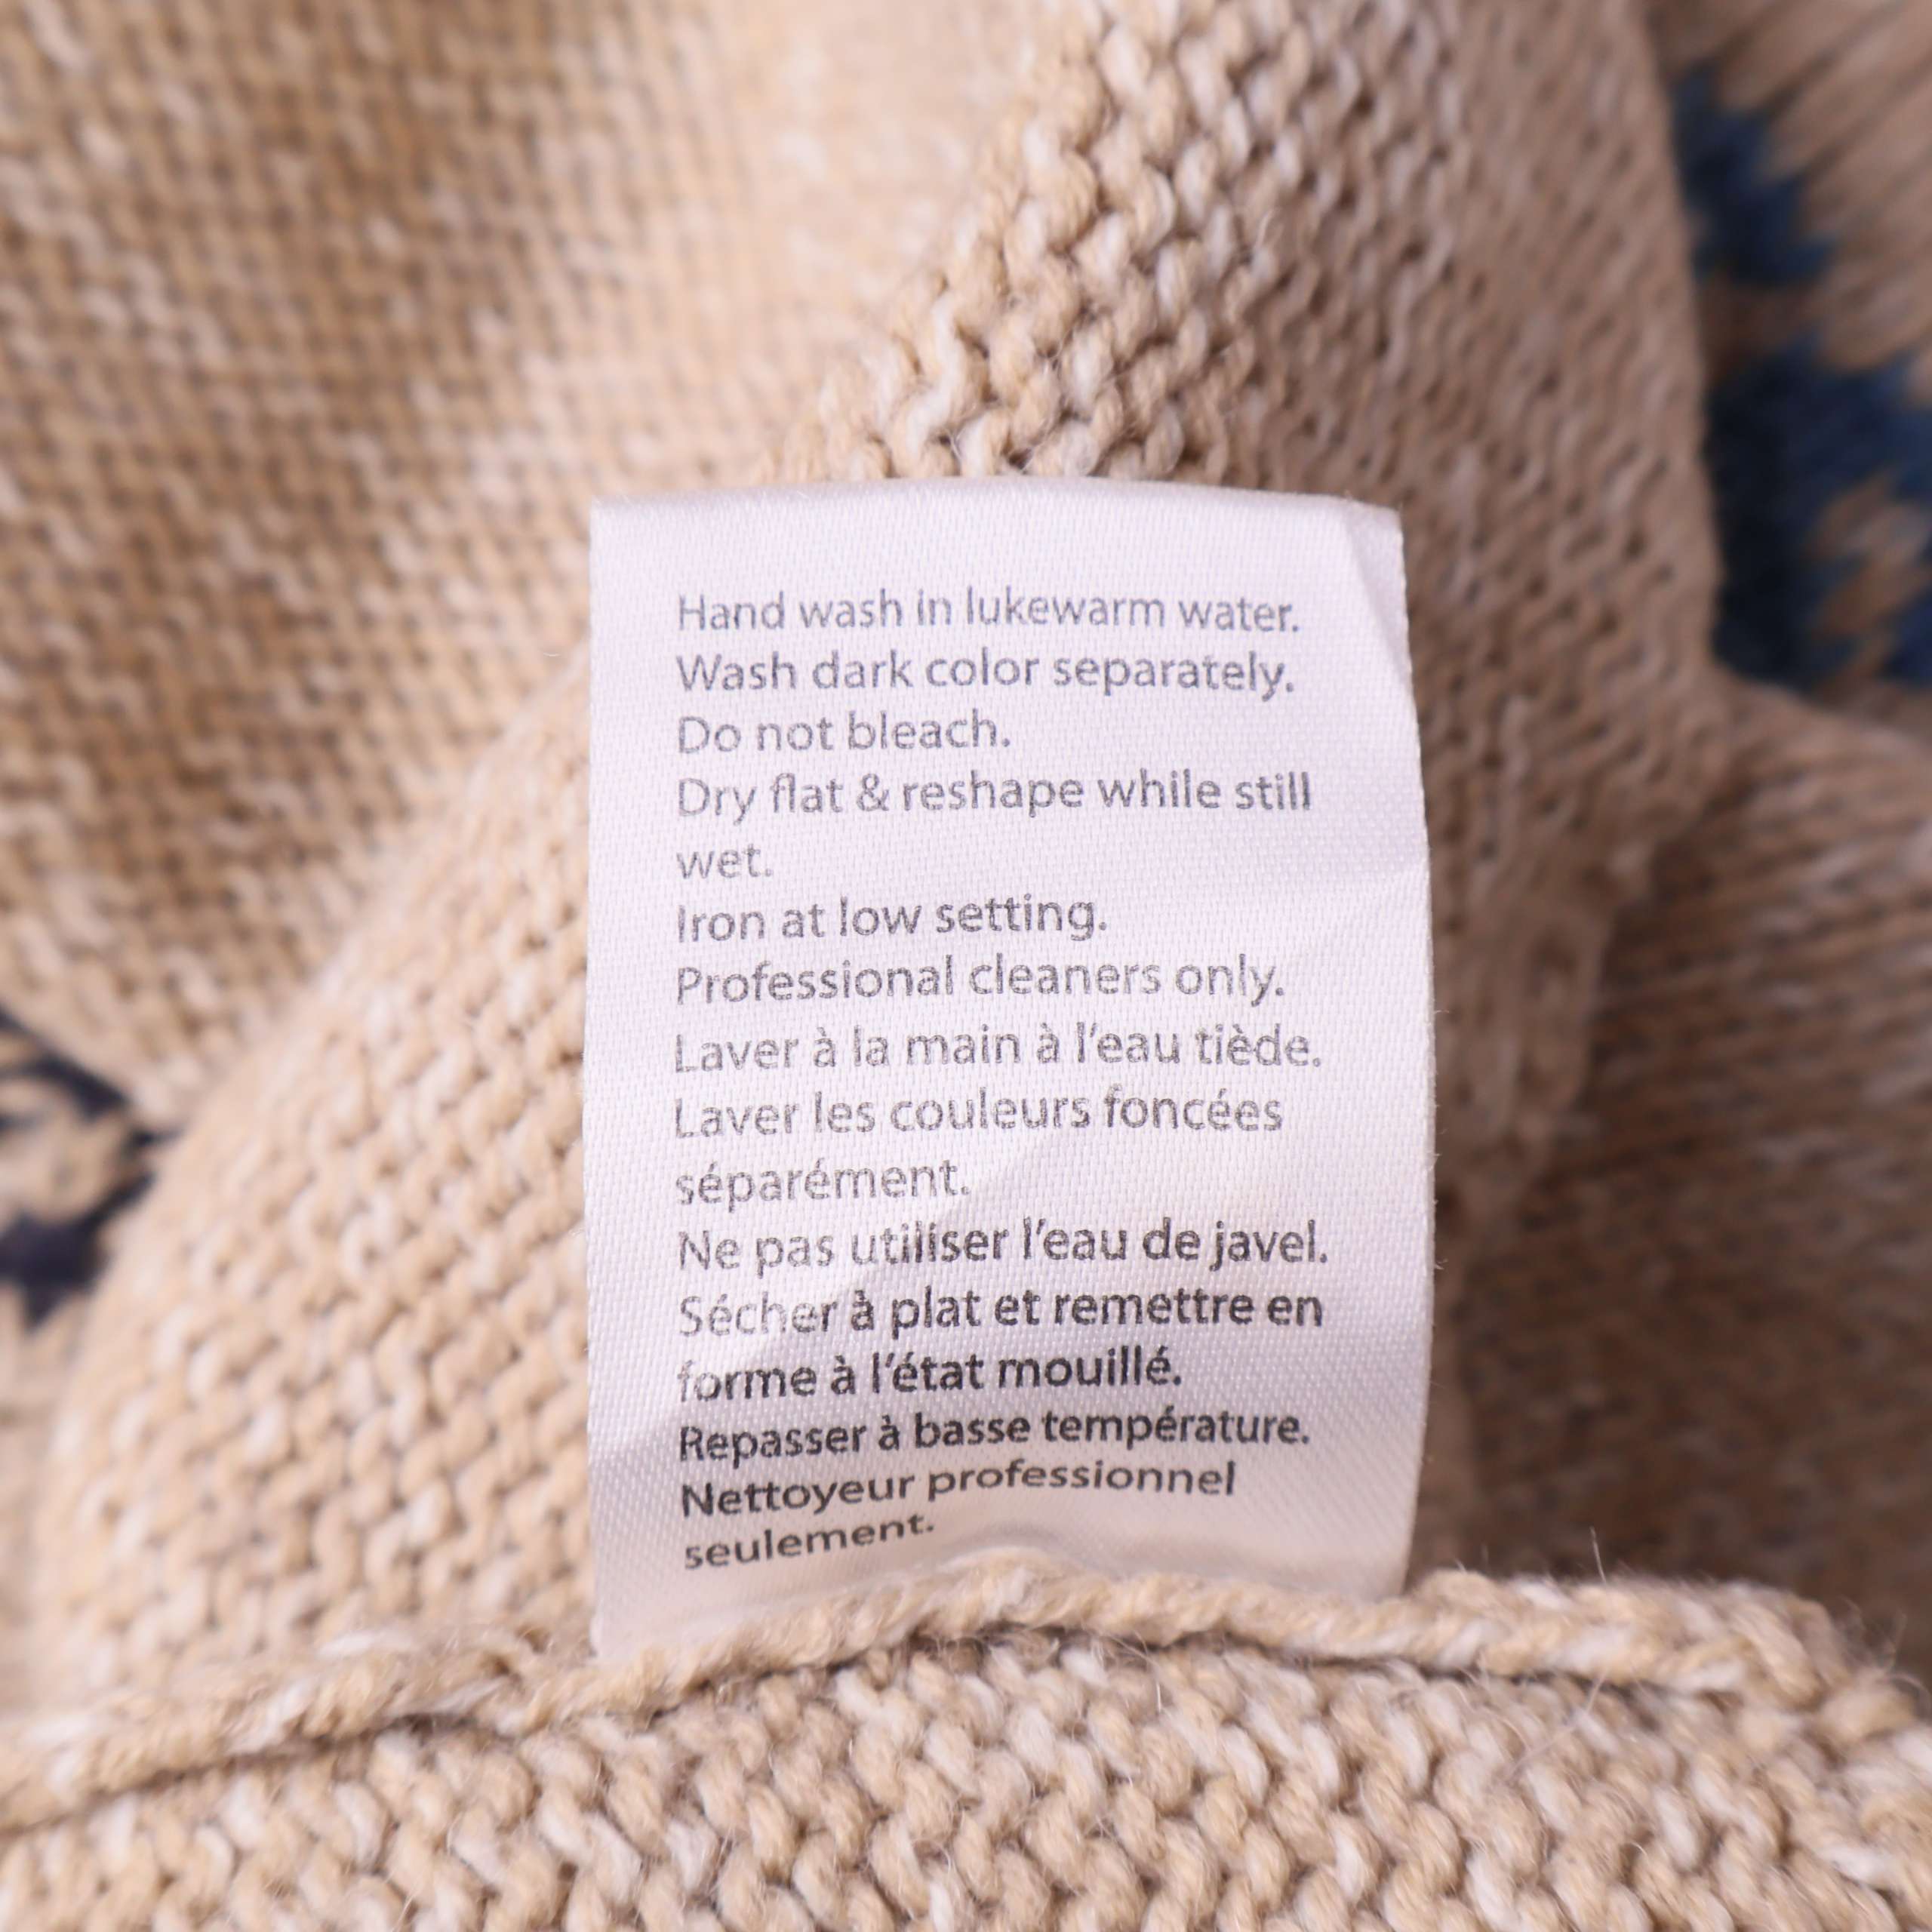 Hand wash in lukewarm water.
Wash dark color separately.
Do not bleach.
Dry flat & reshape while still
wet.
Iron at low setting.
Professional cleaners only.
Laver à la main à l'eau tiède.
Laver les couleurs foncées
séparément.
Ne pas utiliser l'eau de javel.
Sécher à plat et remettre en
forme à l'état mouillé.
Repasser à basse température.
Nettoyeur professionnel
seulement.